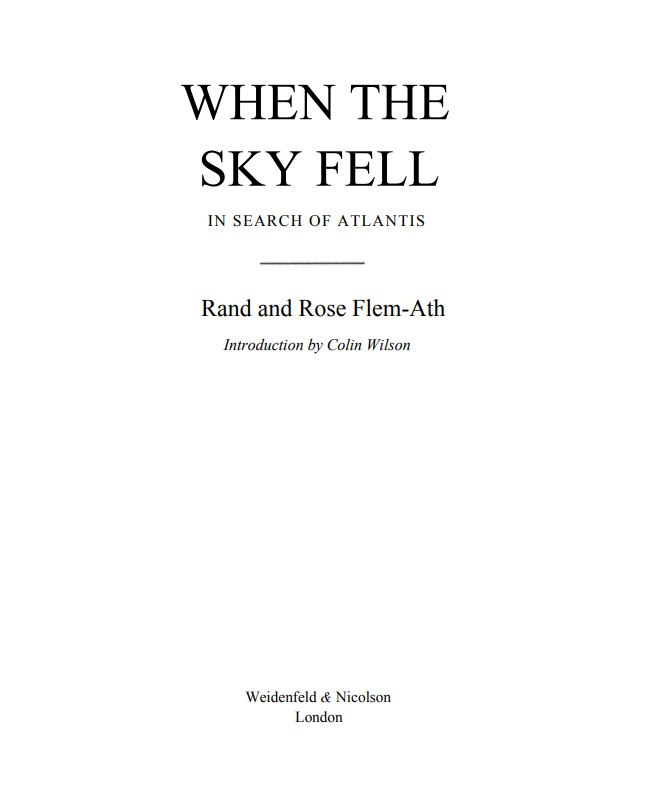 WHEN THE
SKY FELL
IN SEARCH OF ATLANTIS
Rand and Rose Flem-Ath
Introduction by Colin Wilson
Weidenfeld & Nicolson
London